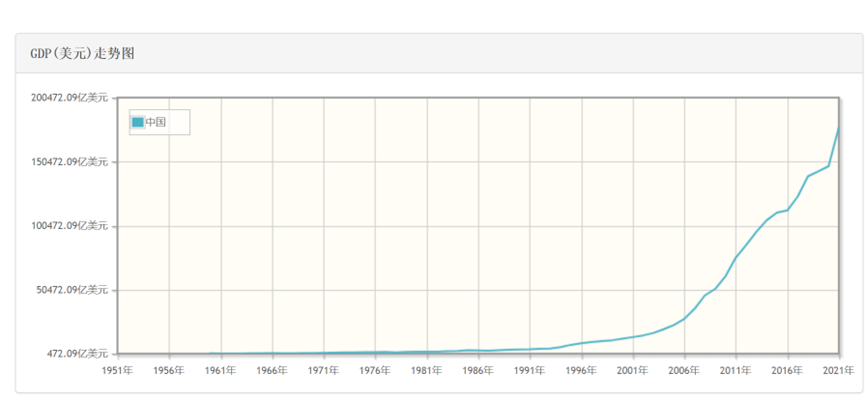 GDP(美元)走势图
200472.09亿美元
中国
150472.09亿美元
100472.09亿美元
50472.09亿美元
472.09亿美元
1951年 1956年 1961年 1966年 1971年 1976年 1981年 1986年 1991年 1996年 2001年 2006年 2011年 2016年 2021年